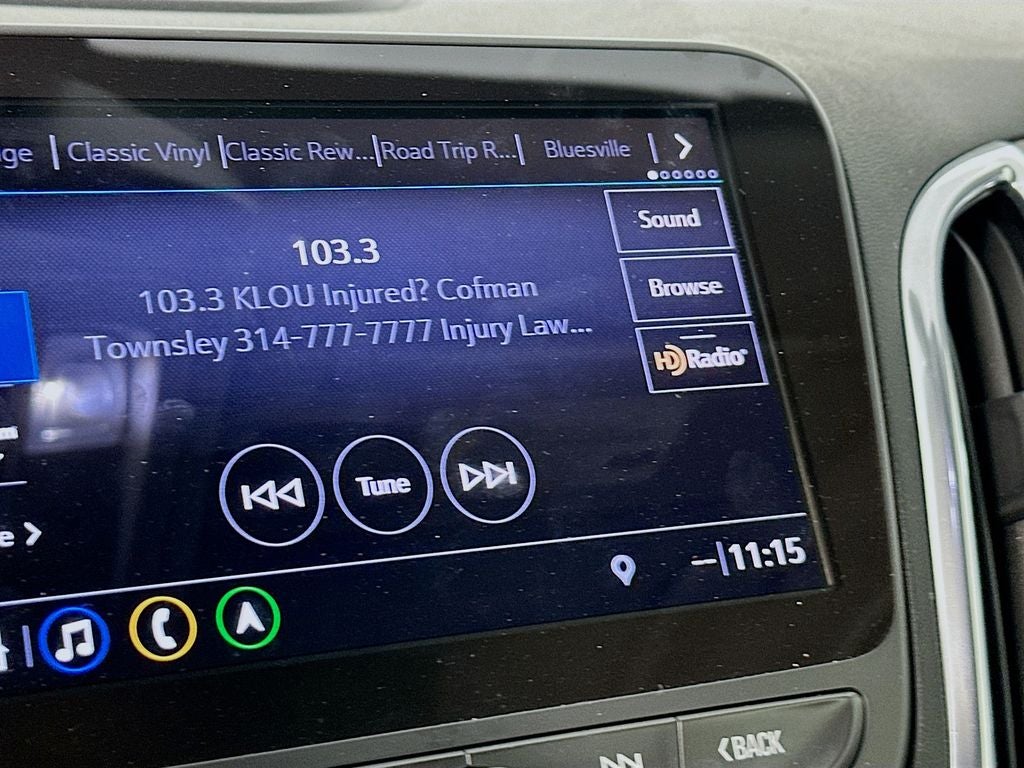 ge | Classic Vinyl | Classic Rew... | Road Trip R... | Bluesville |
Sound
103.3
Browse
103.3 KLOU Injured? Cofman
Townsley 314-777-7777 Injury Law...
HD Radio®
Tune
e
--
11:15
BACK